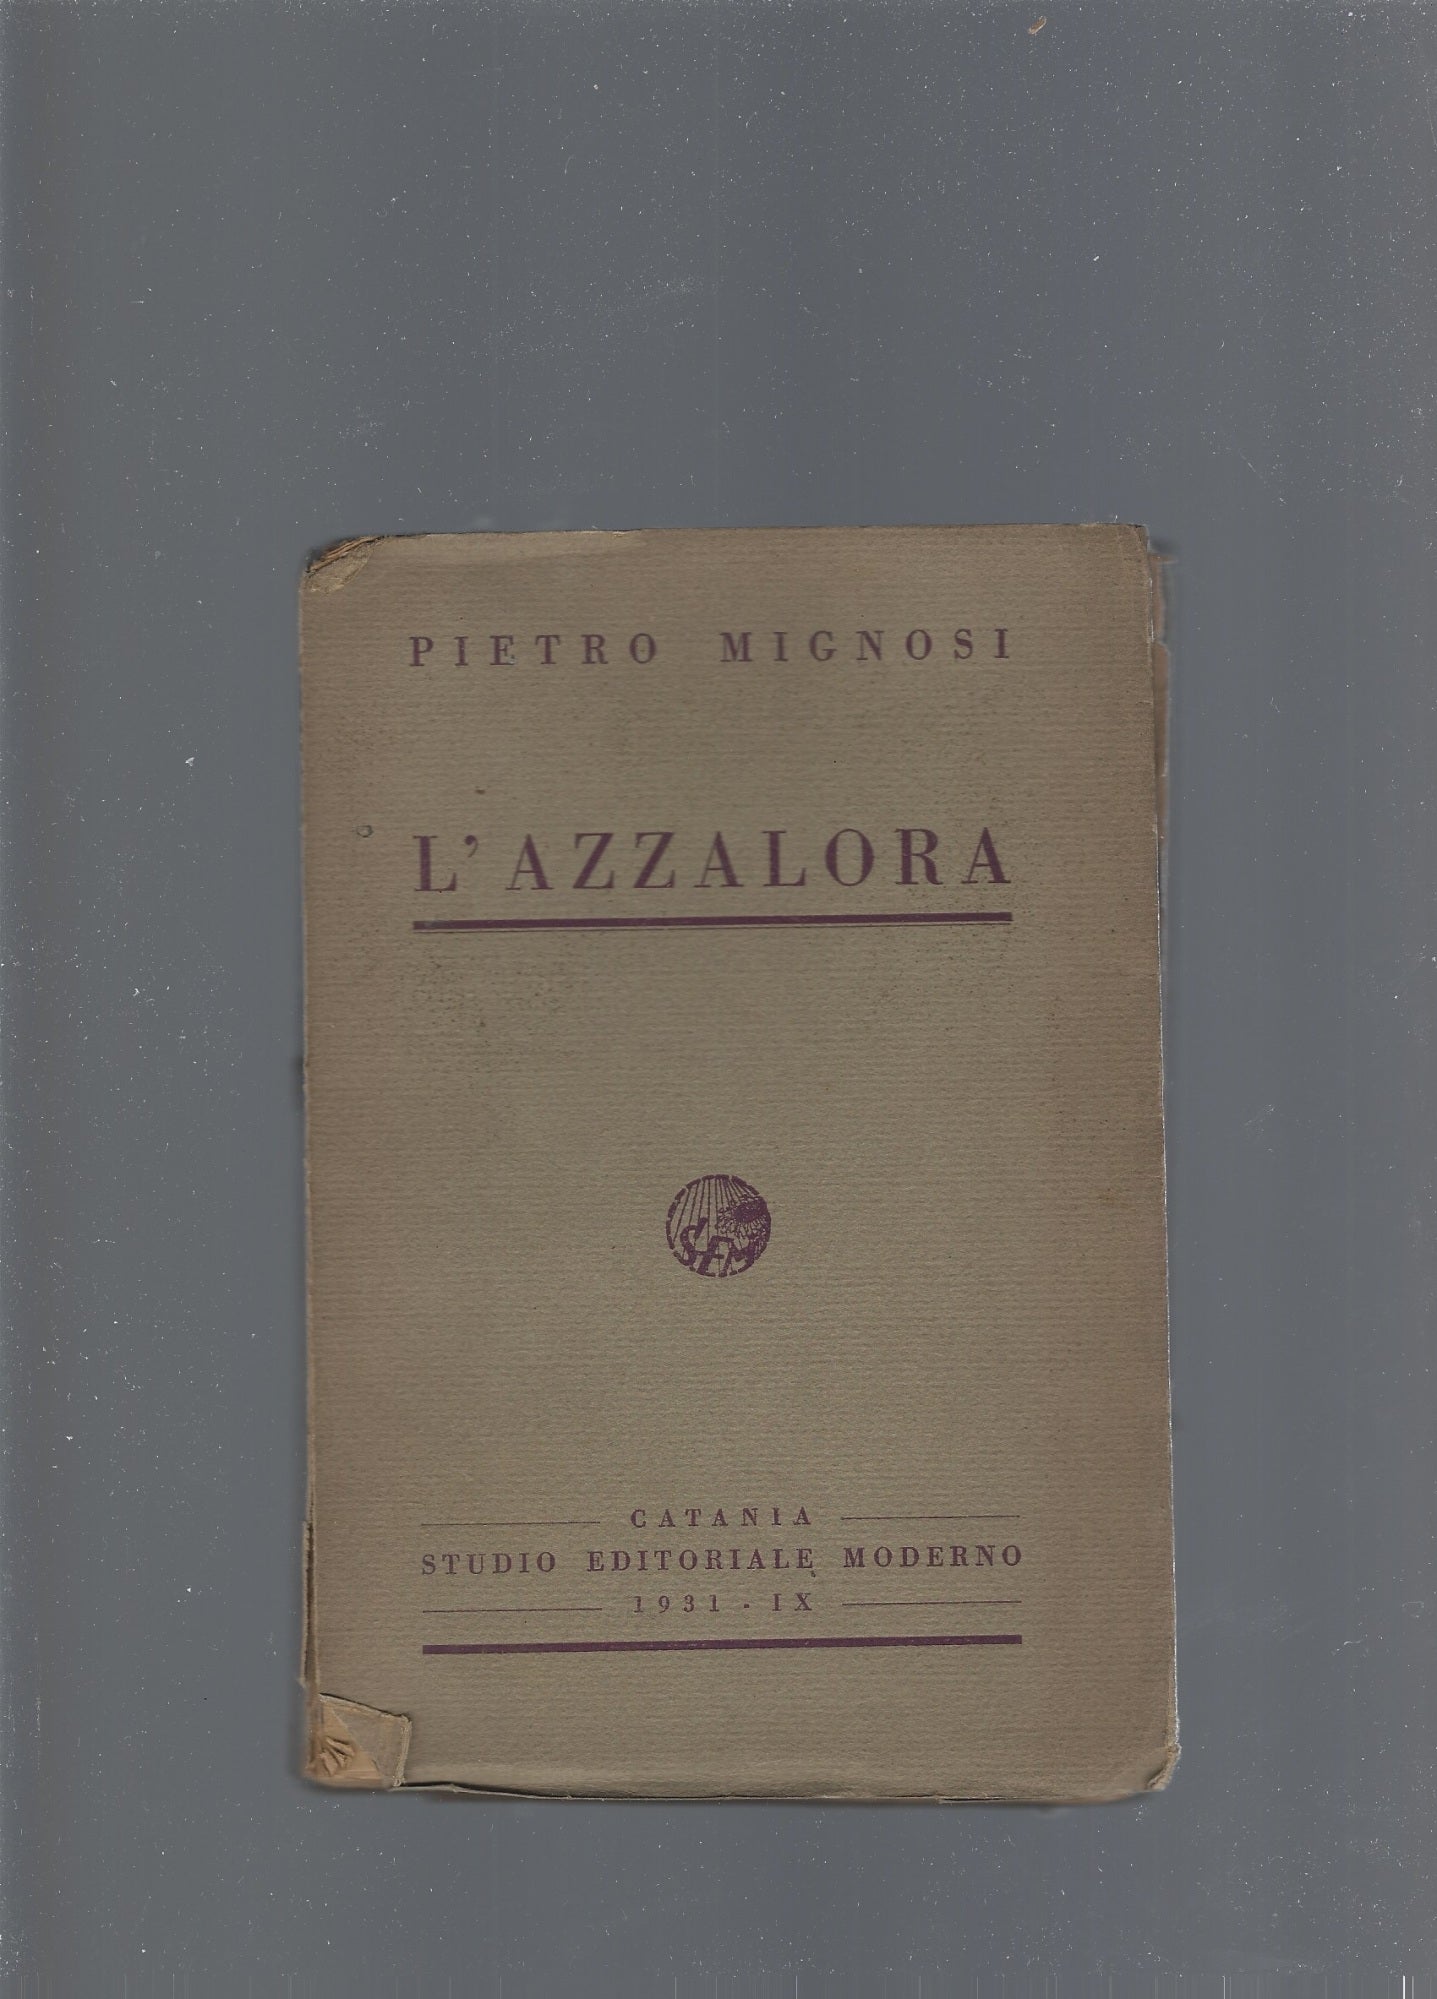 PIETRO MIGNOSI
L'AZZALORA
SEM
CATANIA
STUDIO EDITORIALE MODERNO
1931 - IX